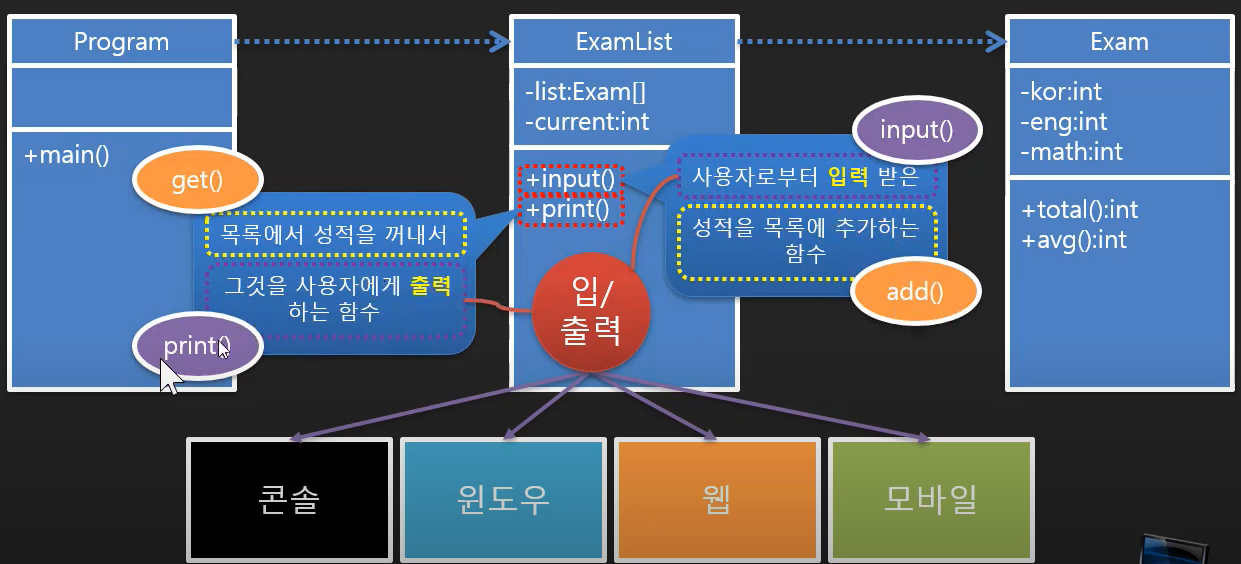 Program
ExamList
Exam
-list:Exam[]
-current:int
-kor:int
-eng:int
-math:int
+main()
get()
input()
+input()
+print()
사용자로부터 입력 받은
성적을 목록에 추가하는
함수
add()
목록에서 성적을 꺼내서
그것을 사용자에게 출력
하는 함수
print()
+total():int
+avg():int
입/
출력
콘솔
윈도우
웹
모바일